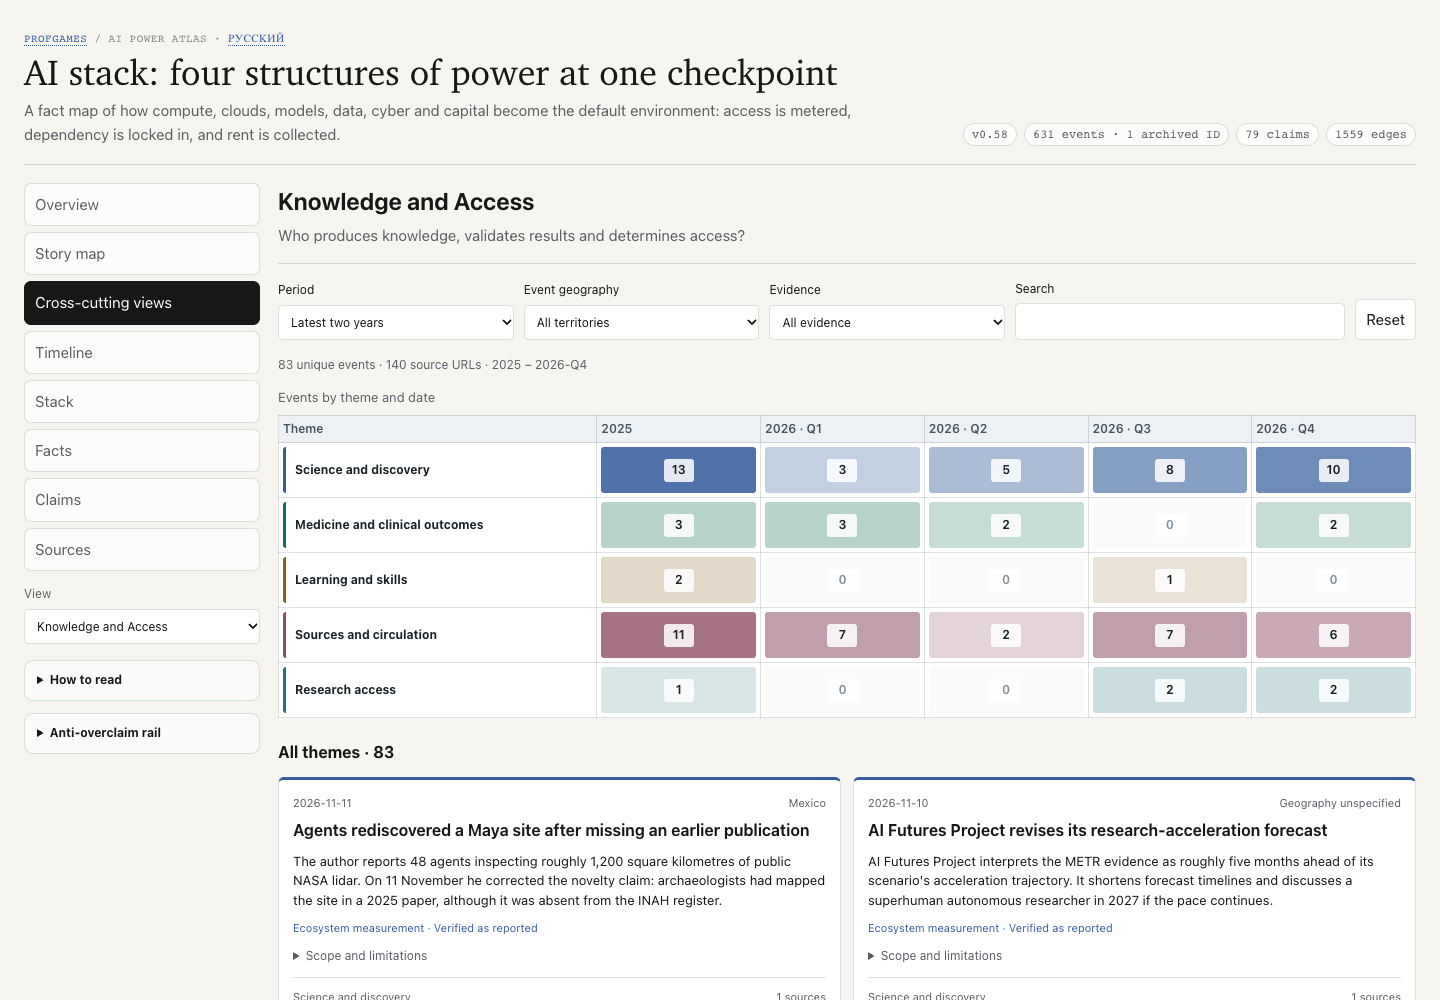 PROFGAMES / AI POWER ATLAS · РУССКИЙ
AI stack: four structures of power at one checkpoint
A fact map of how compute, clouds, models, data, cyber and capital become the default environment: access is metered,
dependency is locked in, and rent is collected.
v0.58
631 events · 1 archived ID
79 claims
1559 edges
Overview
Story map
Cross-cutting views
Timeline
Stack
Facts
Claims
Sources
View
Knowledge and Access
How to read
Anti-overclaim rail
Knowledge and Access
Who produces knowledge, validates results and determines access?
Period
Event geography
Evidence
Search
Latest two years
All territories
All evidence
Reset
83 unique events · 140 source URLs · 2025 – 2026-Q4
Events by theme and date
Theme 2025 2026 · Q1 2026 · Q2 2026 · Q3 2026 · Q4
Science and discovery 13 3 5 8 10
Medicine and clinical outcomes 3 3 2 0 2
Learning and skills 2 0 0 1 0
Sources and circulation 11 7 2 7 6
Research access 1 0 0 2 2
All themes · 83
2026-11-11 Mexico
Agents rediscovered a Maya site after missing an earlier publication
The author reports 48 agents inspecting roughly 1,200 square kilometres of public
NASA lidar. On 11 November he corrected the novelty claim: archaeologists had mapped
the site in a 2025 paper, although it was absent from the INAH register.
Ecosystem measurement · Verified as reported
Scope and limitations
Science and discovery 1 sources
2026-11-10 Geography unspecified
AI Futures Project revises its research-acceleration forecast
AI Futures Project interprets the METR evidence as roughly five months ahead of its
scenario's acceleration trajectory. It shortens forecast timelines and discusses a
superhuman autonomous researcher in 2027 if the pace continues.
Ecosystem measurement · Verified as reported
Scope and limitations
Science and discovery 1 sources